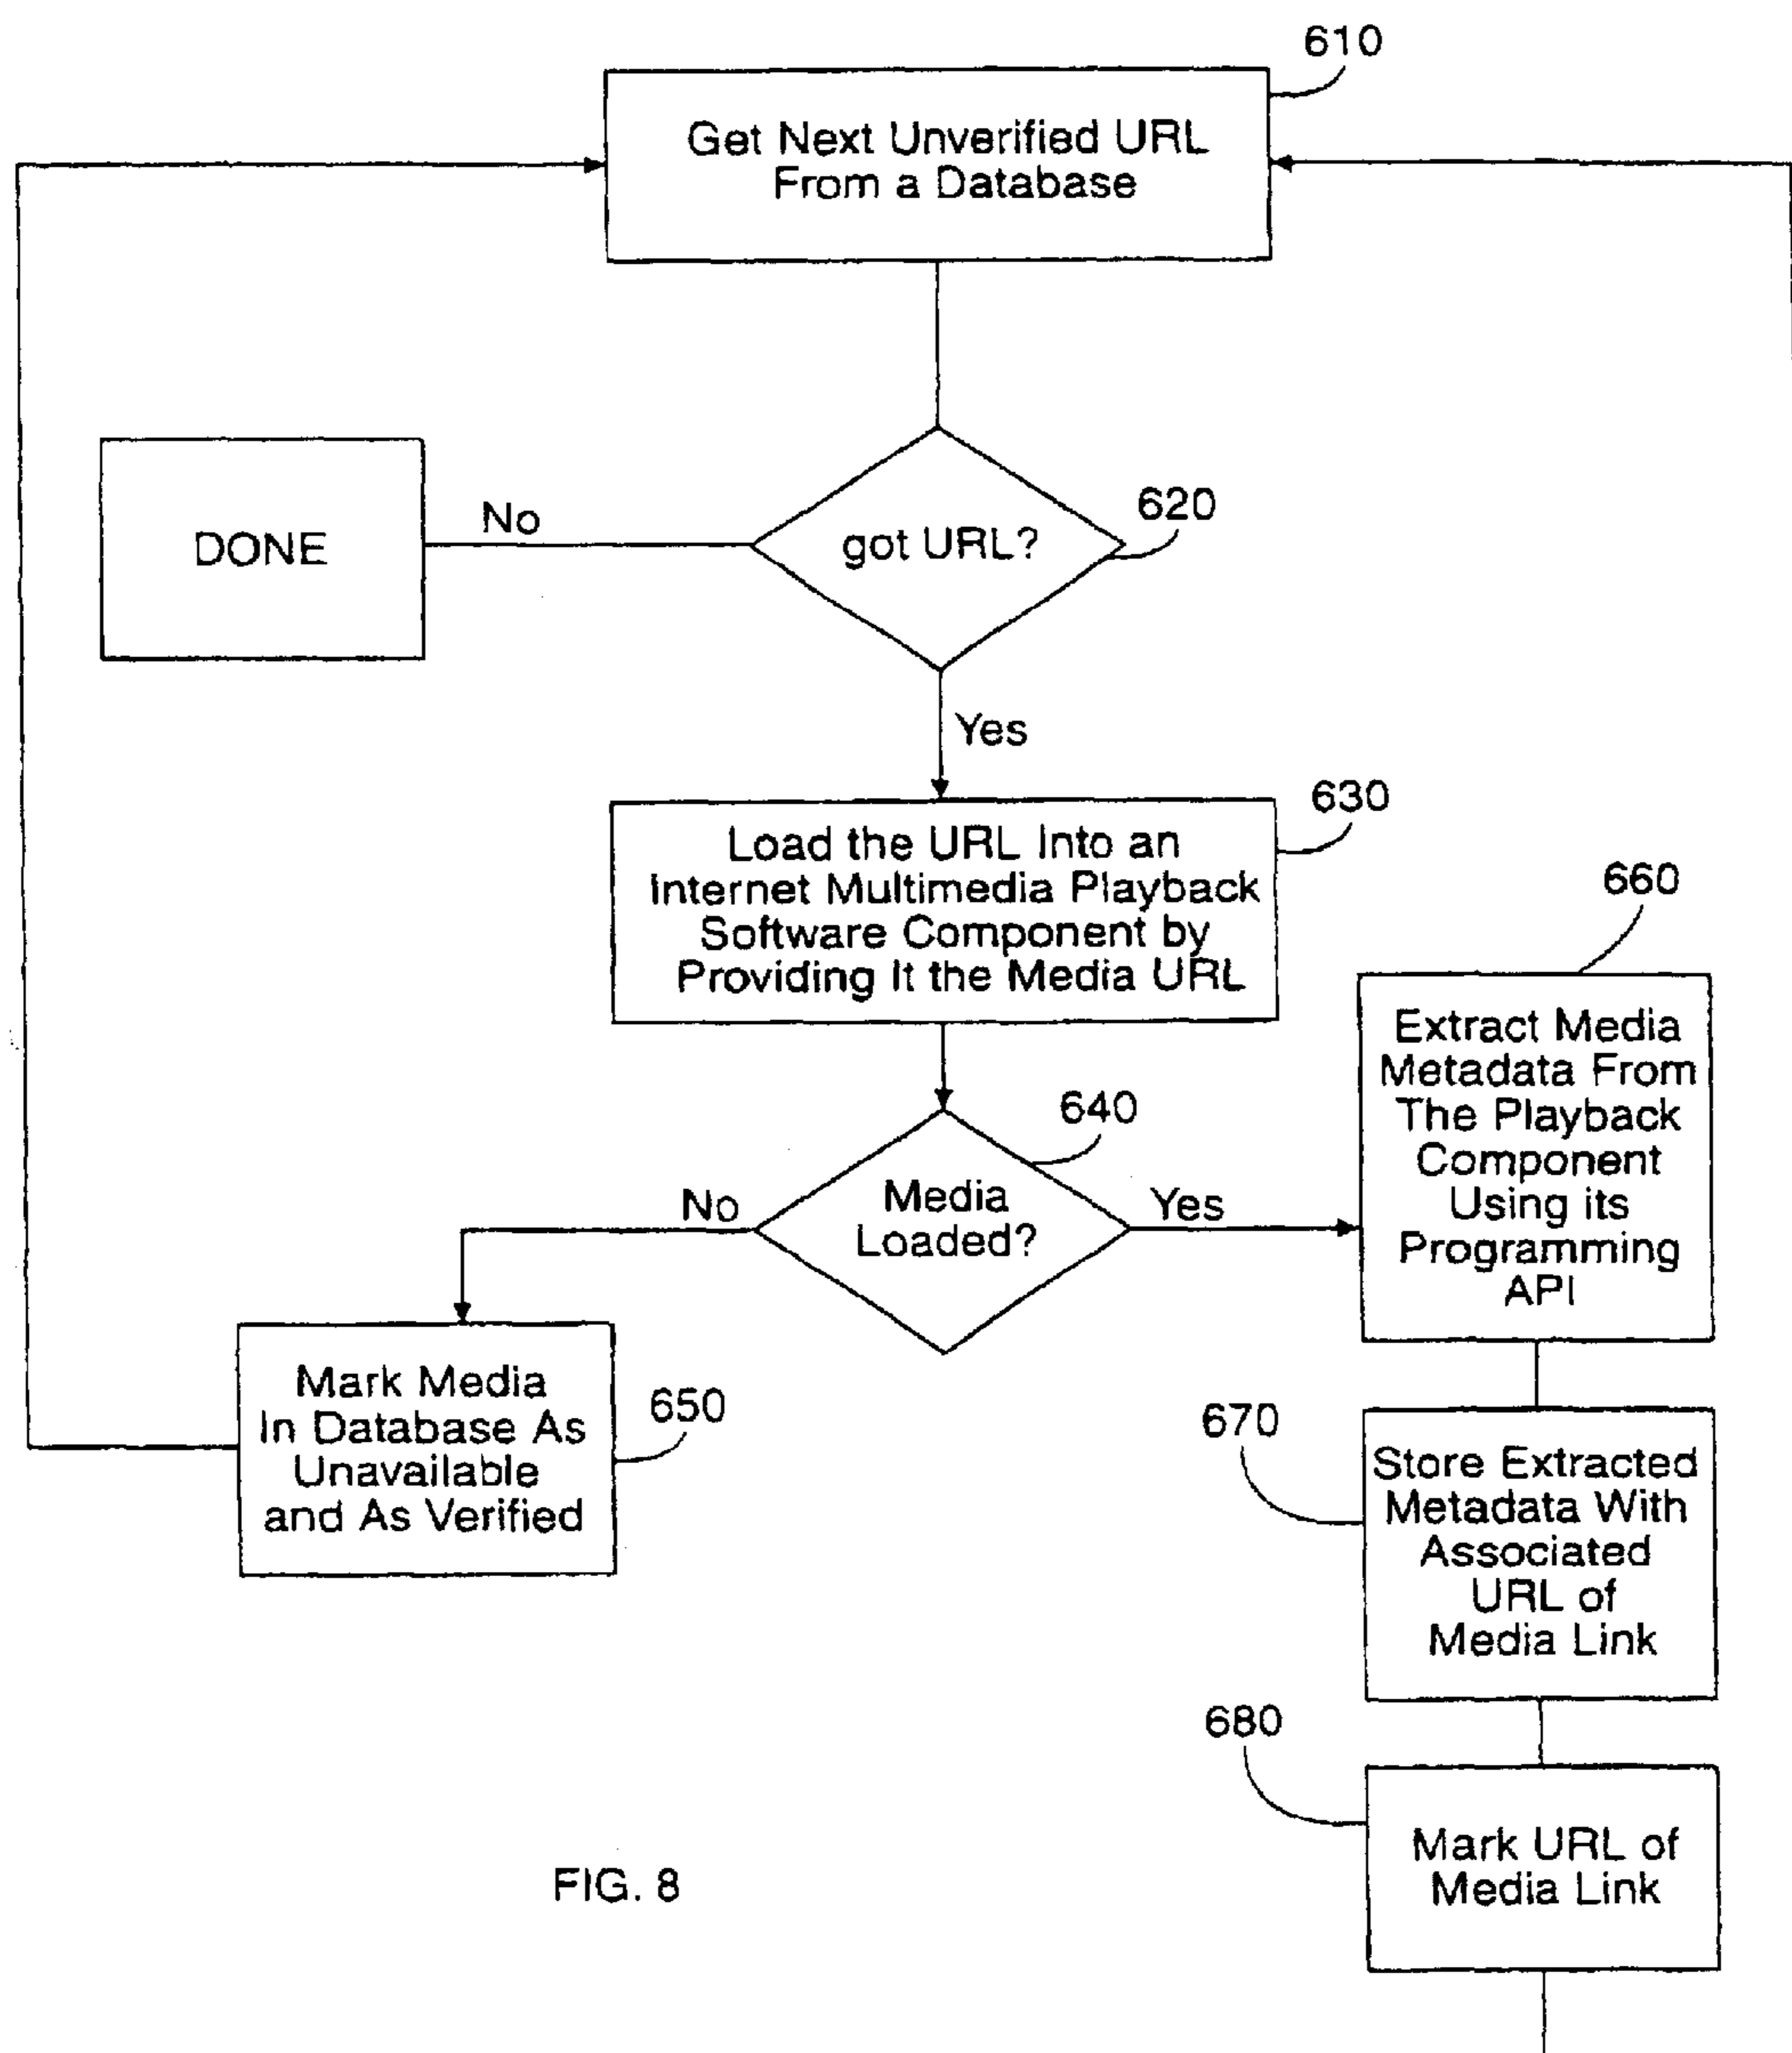 610
Get Next Unverified URL
From a Database
DONE
No
got URL?
620
Yes
630
Load the URL Into an
Internet Multimedia Playback
Software Component by
Providing It the Media URL
660
Extract Media
Metadata From
The Playback
Component
Using its
Programming
API
640
No
Media
Loaded?
Yes
Mark Media
In Database As
Unavailable
and As Verified
650
670
Store Extracted
Metadata With
Associated
URL of
Media Link
680
Mark URL of
Media Link
FIG. 8